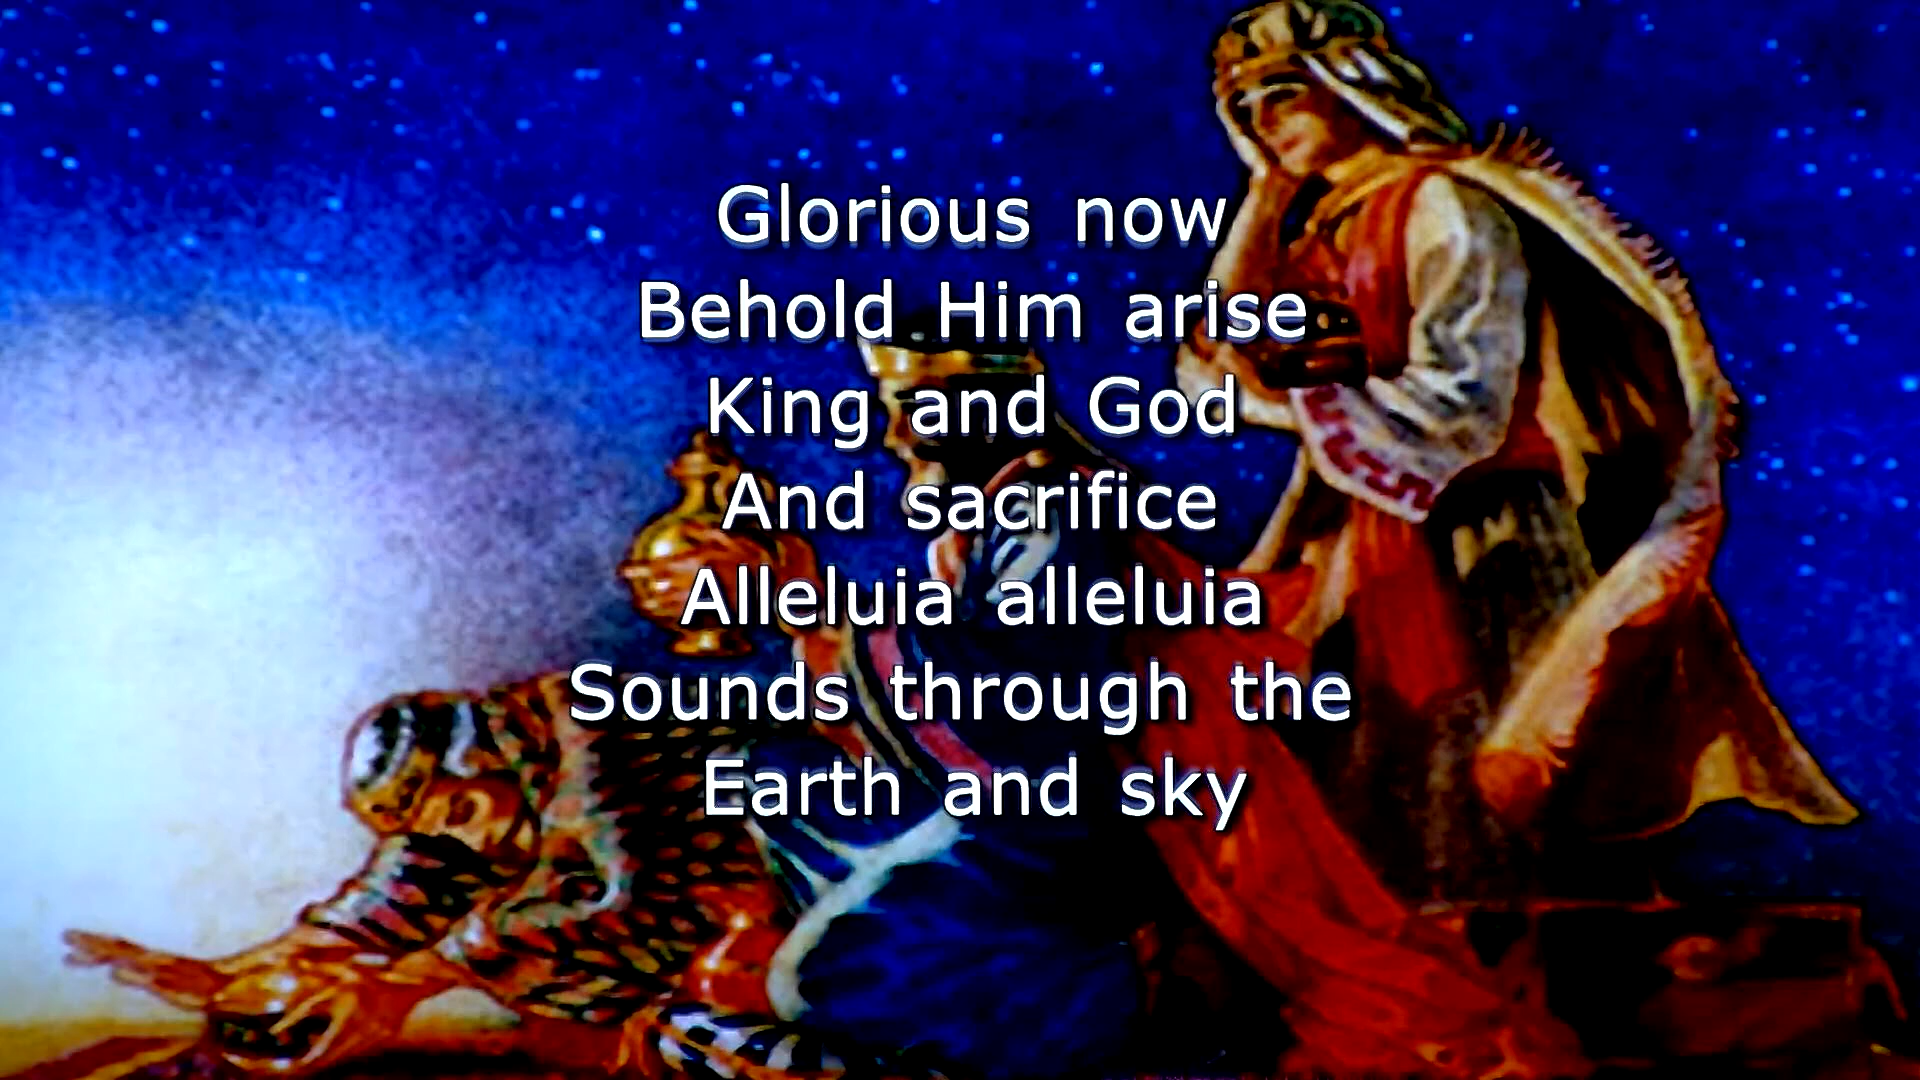 Glorious now
Behold Him arise
King and God
And sacrifice
Alleluia alleluia
Sounds through the
Earth and sky